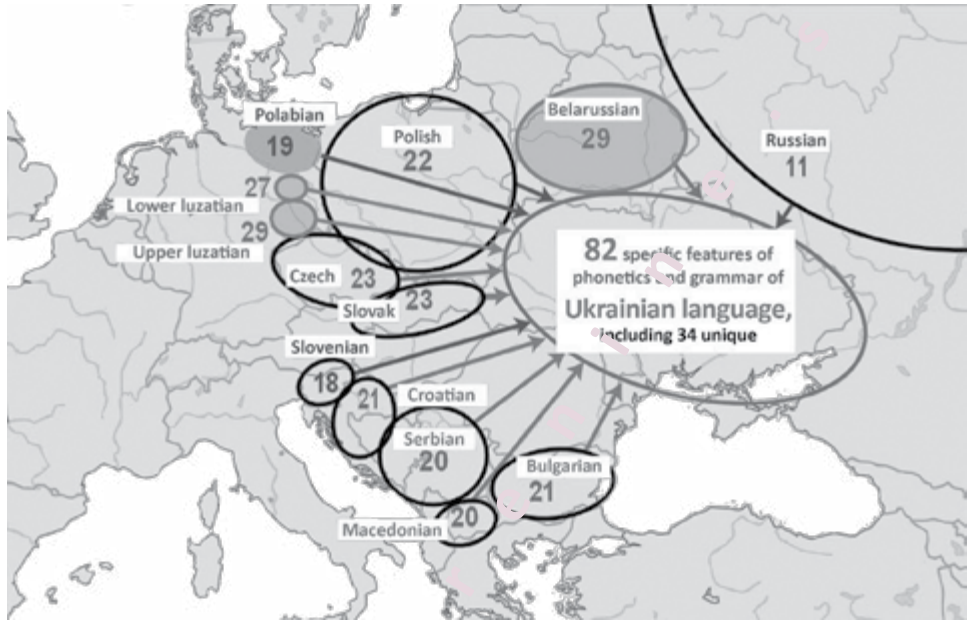 Polabian
19
Polish
22
Belarussian
29
Russian
11
27
Lower luzatian
29
Upper luzatian
Czech 23
Slovak 23
82 specific features of
phonetics and grammar of
Ukrainian language,
including 34 unique
Slovenian
18
21
Croatian
Serbian
20
Bulgarian
21
20
Macedonian